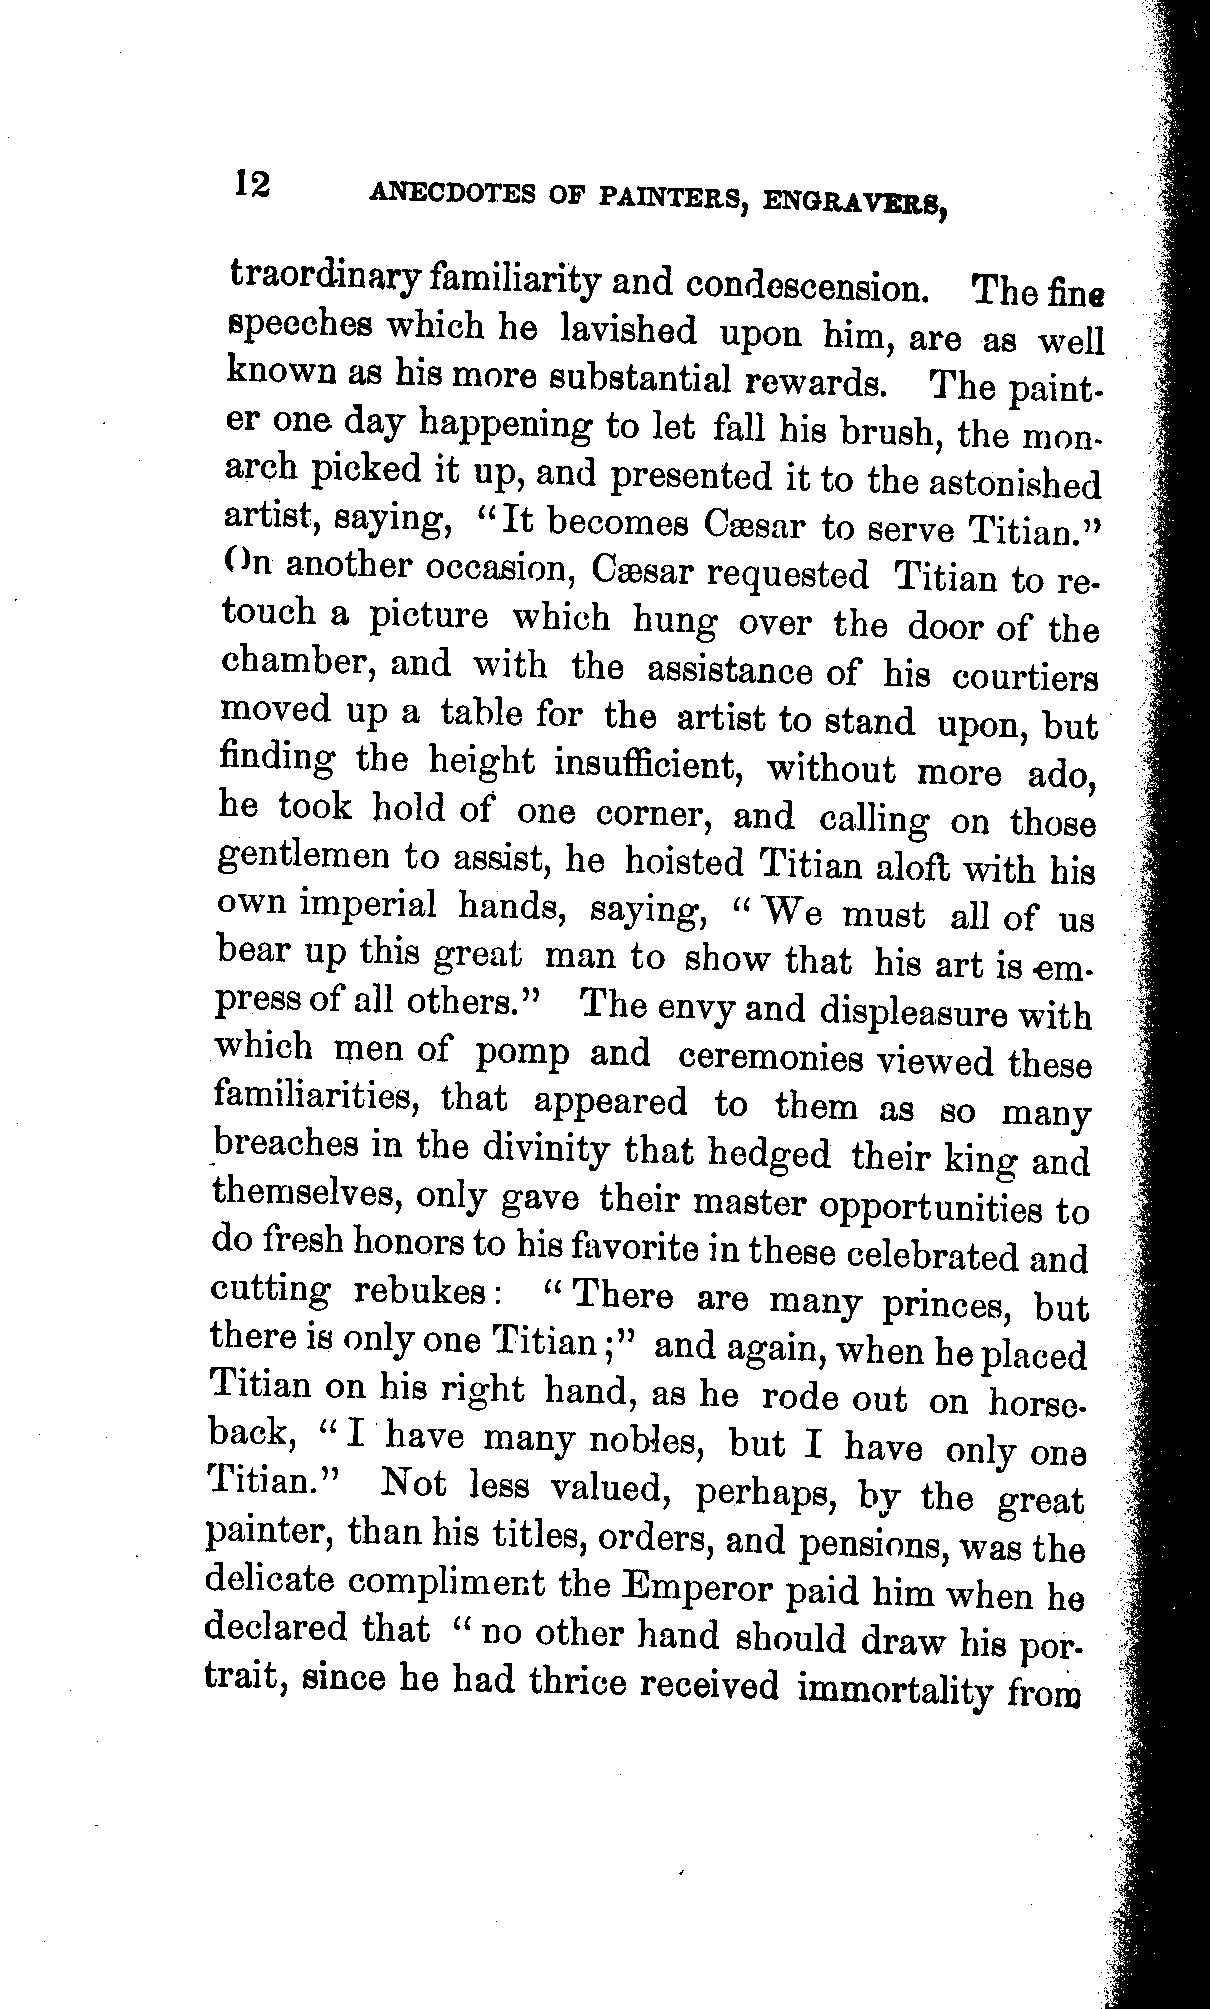 12 ANECDOTES OF PAINTERS, ENGRAVERS,
traordinary familiarity and condescension. The fine
speeches which he lavished upon him, are as well
known as his more substantial rewards. The paint-
er one day happening to let fall his brush, the mon-
arch picked it up, and presented it to the astonished
artist, saying, "It becomes Cæsar to serve Titian."
On another occasion, Cæsar requested Titian to re-
touch a picture which hung over the door of the
chamber, and with the assistance of his courtiers
moved up a table for the artist to stand upon, but
finding the height insufficient, without more ado,
he took hold of one corner, and calling on those
gentlemen to assist, he hoisted Titian aloft with his
own imperial hands, saying, "We must all of us
bear up this great man to show that his art is em-
press of all others." The envy and displeasure with
which men of pomp and ceremonies viewed these
familiarities, that appeared to them as so many
breaches in the divinity that hedged their king and
themselves, only gave their master opportunities to
do fresh honors to his favorite in these celebrated and
cutting rebukes: "There are many princes, but
there is only one Titian;" and again, when he placed
Titian on his right hand, as he rode out on horse-
back, "I have many nobles, but I have only one
Titian." Not less valued, perhaps, by the great
painter, than his titles, orders, and pensions, was the
delicate compliment the Emperor paid him when he
declared that "no other hand should draw his por-
trait, since he had thrice received immortality from